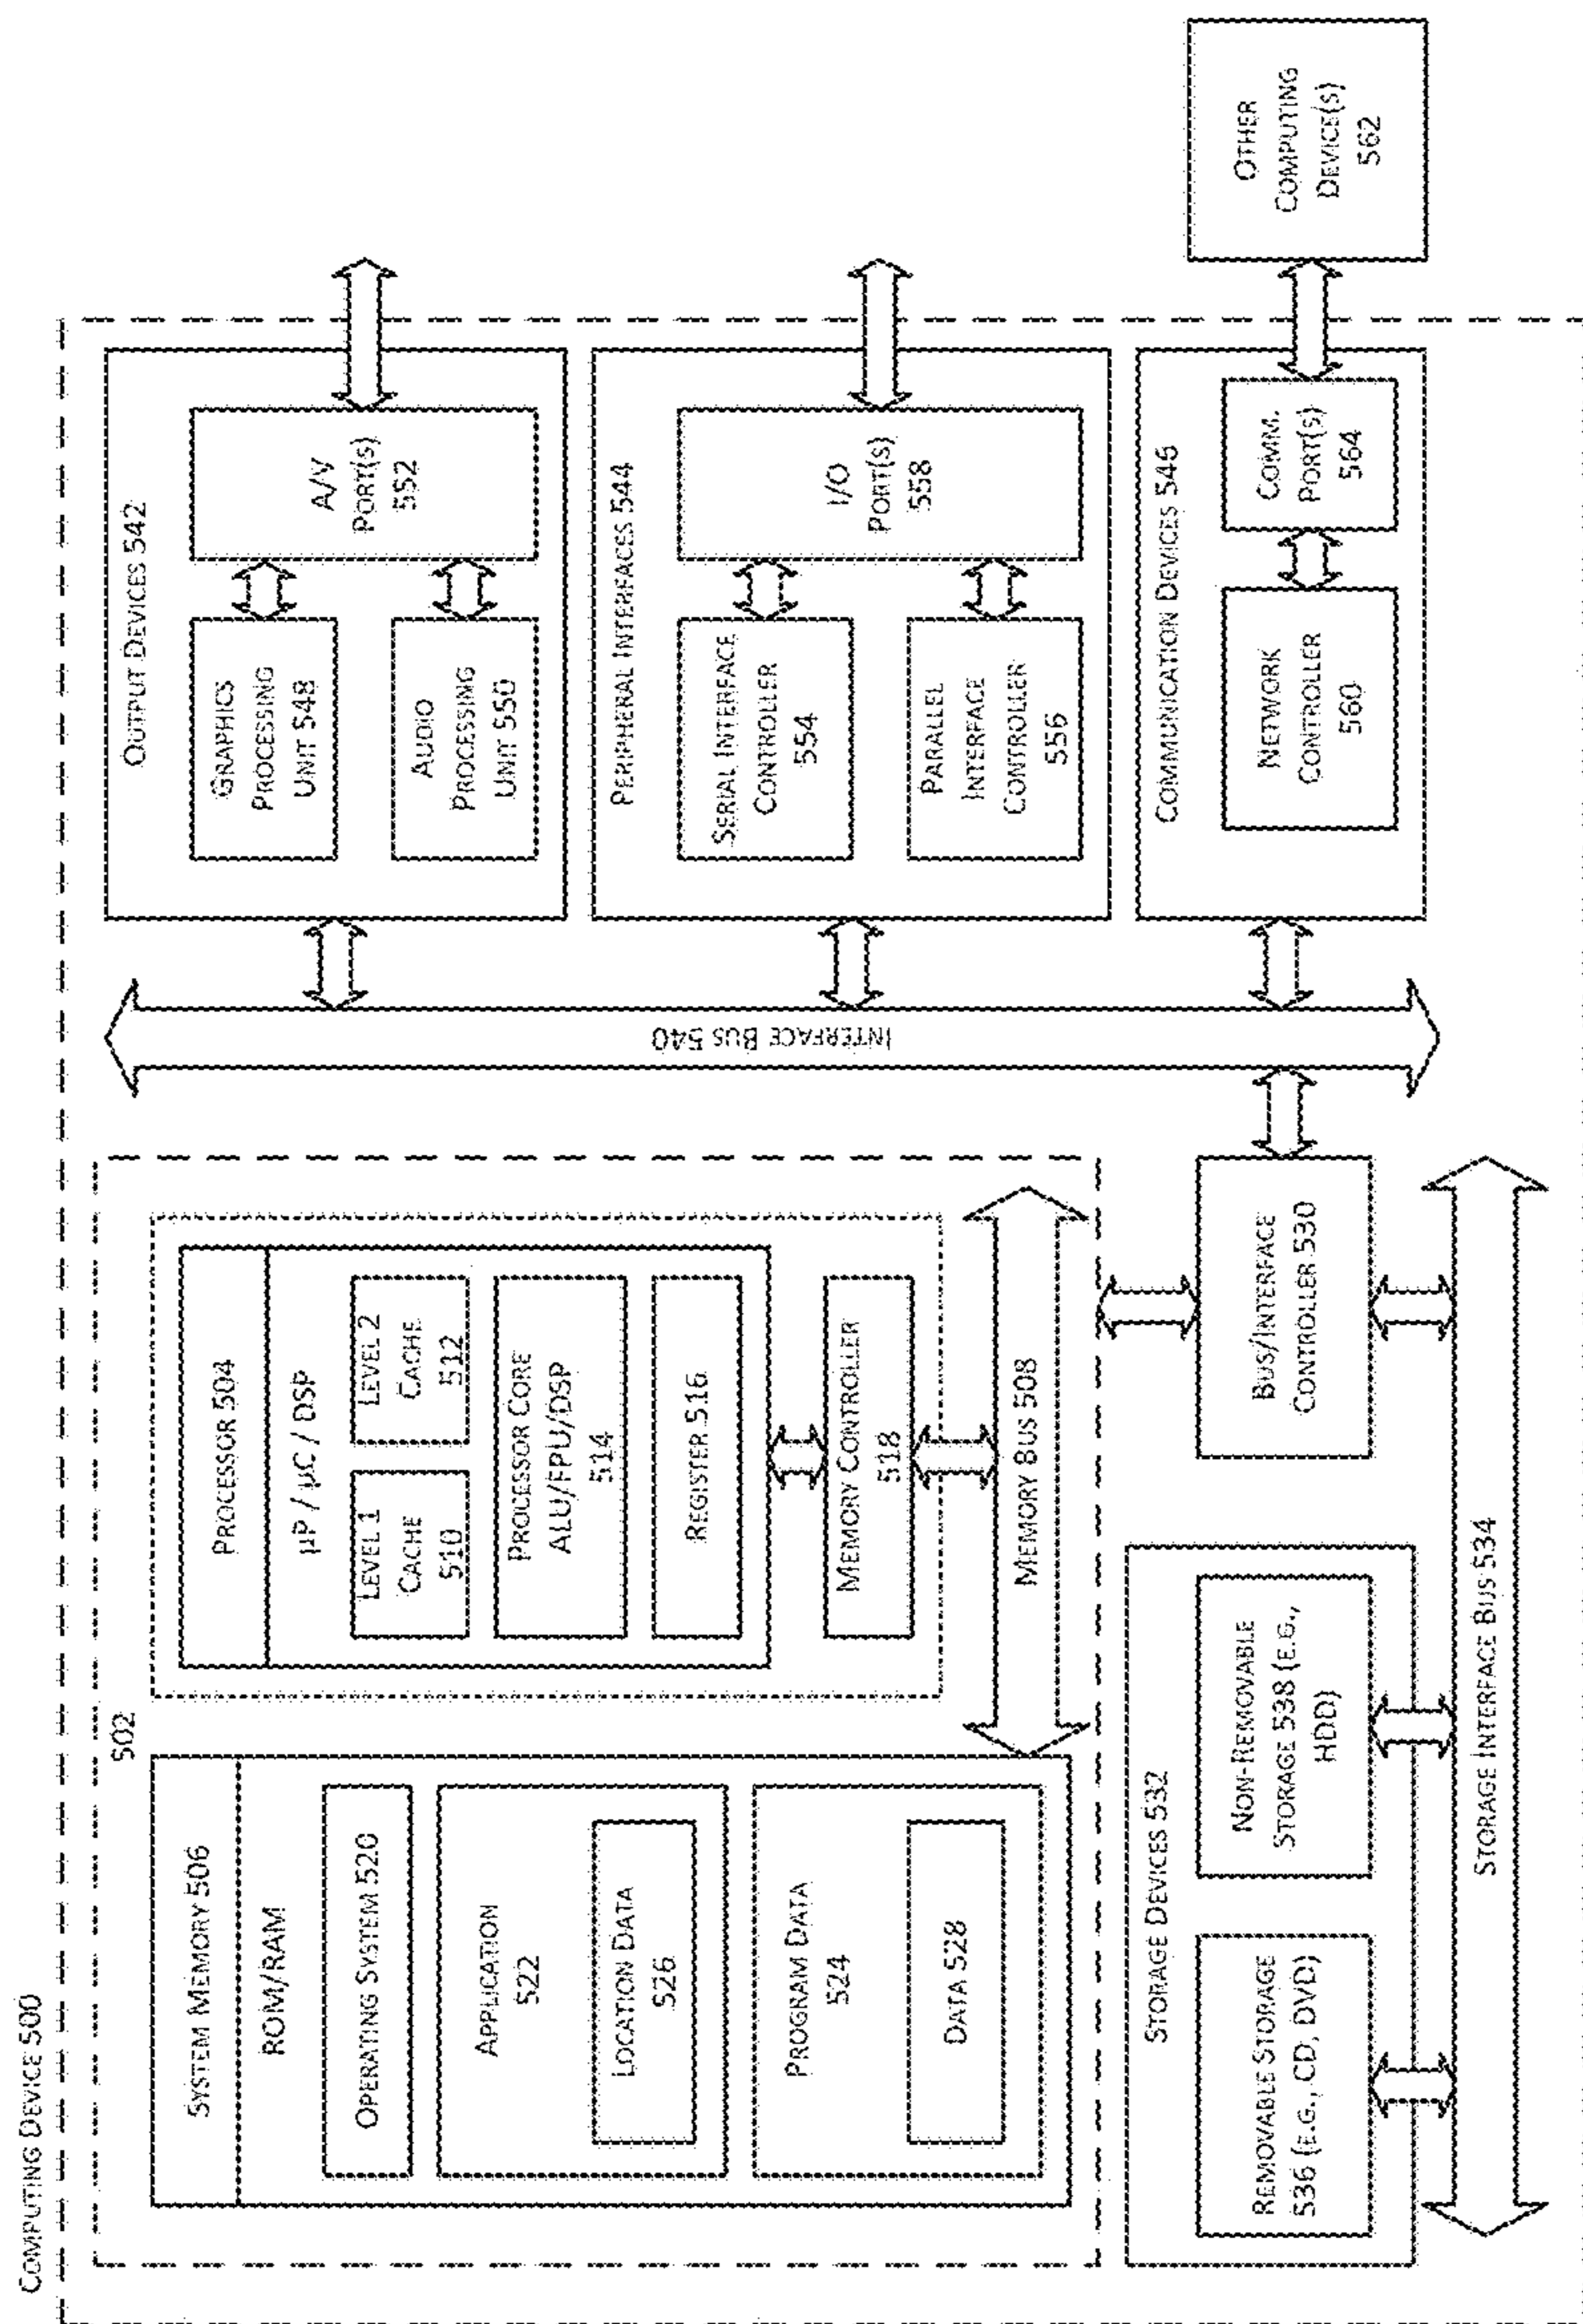 COMPUTING DEVICE 500
502
SYSTEM MEMORY 506
ROM/RAM
OPERATING SYSTEM 520
APPLICATION
522
LOCATION DATA
526
PROGRAM DATA
524
DATA 528
PROCESSOR 504
µP / µC / DSP
LEVEL 1
CACHE
510
LEVEL 2
CACHE
512
PROCESSOR CORE
ALU/FPU/DSP
514
REGISTER 516
MEMORY CONTROLLER
518
MEMORY BUS 508
STORAGE DEVICES 532
REMOVABLE STORAGE
536 (E.G., CD, DVD)
NON-REMOVABLE
STORAGE 538 (E.G.,
HDD)
BUS/INTERFACE
CONTROLLER 530
STORAGE INTERFACE BUS 534
INTERFACE BUS 540
OUTPUT DEVICES 542
GRAPHICS
PROCESSING
UNIT 548
AUDIO
PROCESSING
UNIT 550
A/V
PORT(S)
552
PERIPHERAL INTERFACES 544
SERIAL INTERFACE
CONTROLLER
554
PARALLEL
INTERFACE
CONTROLLER
556
I/O
PORT(S)
558
COMMUNICATION DEVICES 546
NETWORK
CONTROLLER
560
COMM.
PORT(S)
564
OTHER
COMPUTING
DEVICE(S)
562